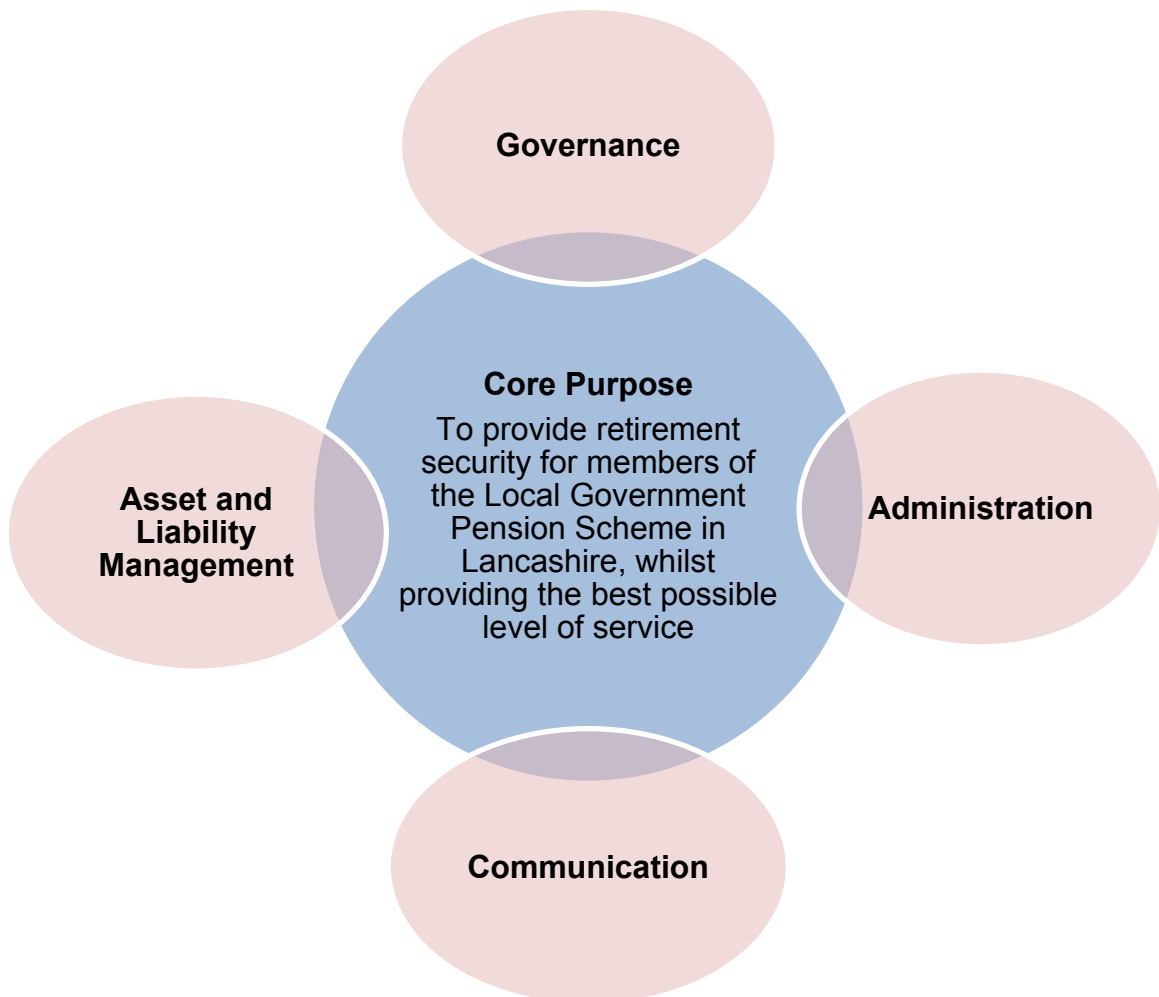 Governance
Core Purpose
To provide retirement
security for members of
the Local Government
Pension Scheme in
Lancashire, whilst
providing the best possible
level of service
Asset and
Liability
Management
Administration
Communication